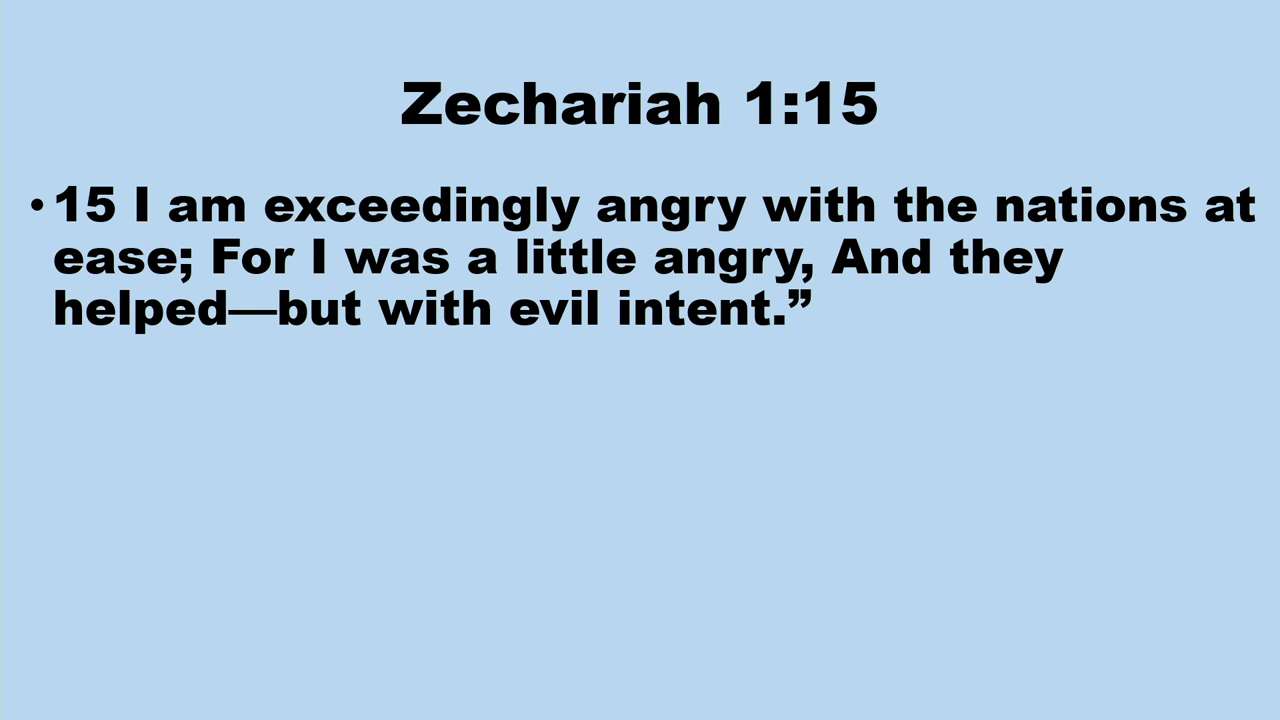 Zechariah 1:15
• 15 I am exceedingly angry with the nations at
ease; For I was a little angry, And they
helped—but with evil intent.”